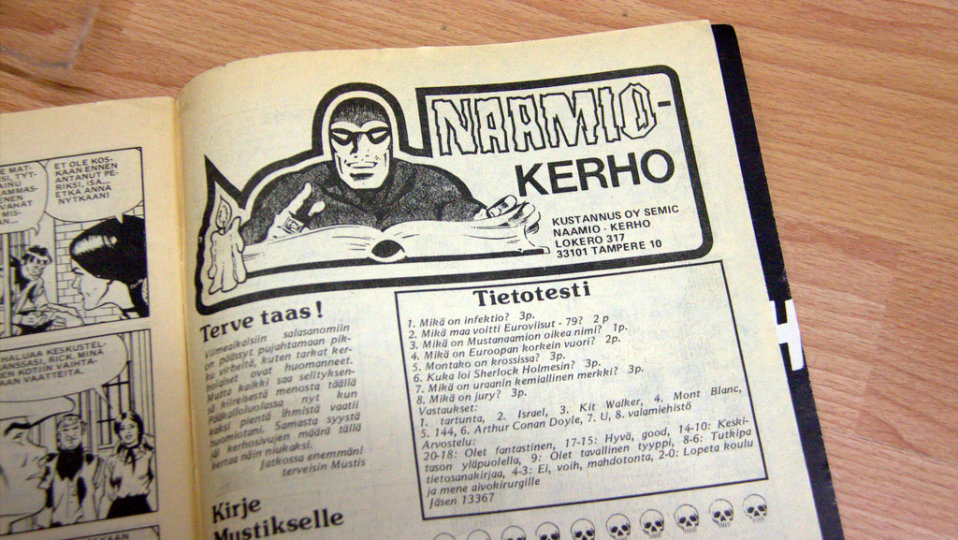 ET OLE KOS-
KAAN ENNEN
ANTANUT PE-
RIKSI, ISA...
ETKA ANNA
NYTKAAN!
HALUAA KESKUSTEL-
RICK, MINÄ
KOTIIN VAIHTA-
VAATTEITA.
NAAMIO-
KERHO
KUSTANNUS OY SEMIC
NAAMIO - KERHO
LOKERO 317
33101 TAMPERE 10
Terve taas!
Viimeaikaisiin salasanomiin
on päässyt pujahtamaan pik-
ku virheitä, kuten tarkat ker-
holaiset ovat huomanneet.
Mutta kaikki saa selityksen-
sä kiireisestä menosta täällä
Pääkalloluolassa nyt kun
kaksi pientä ihmistä vaatii
huomiotani. Samasta syystä
jäi kerhosivujen määrä tällä
kertaa näin niukaksi.
Jatkossa enemmän!
terveisin Mustis
Kirje
Mustikselle
Tietotesti
1. Mikä on infektio? 3p.
2. Mikä maa voitti Euroviisut - 79? 2 p
3. Mikä on Mustanaamion oikea nimi? 1p.
4. Mikä on Euroopan korkein vuori? 2p.
5. Montako on krossissa? 3p.
6. Kuka loi Sherlock Holmesin? 3p.
7. Mikä on uraanin kemiallinen merkki? 3p.
8. Mikä on jury? 3p.
Vastaukset:
1. tartunta, 2. Israel, 3. Kit Walker, 4. Mont Blanc,
5. 144, 6. Arthur Conan Doyle, 7. U, 8. valamiehistö
Arvostelu:
20-18: Olet fantastinen, 17-15: Hyvä, good, 14-10: Keski-
tason yläpuolella, 9: Olet tavallinen tyyppi, 8-6: Tutkipa
tietosanakirjaa, 4-3: Ei, voih, mahdotonta, 2-0: Lopeta koulu
ja mene aivokirurgille
Jäsen 13367